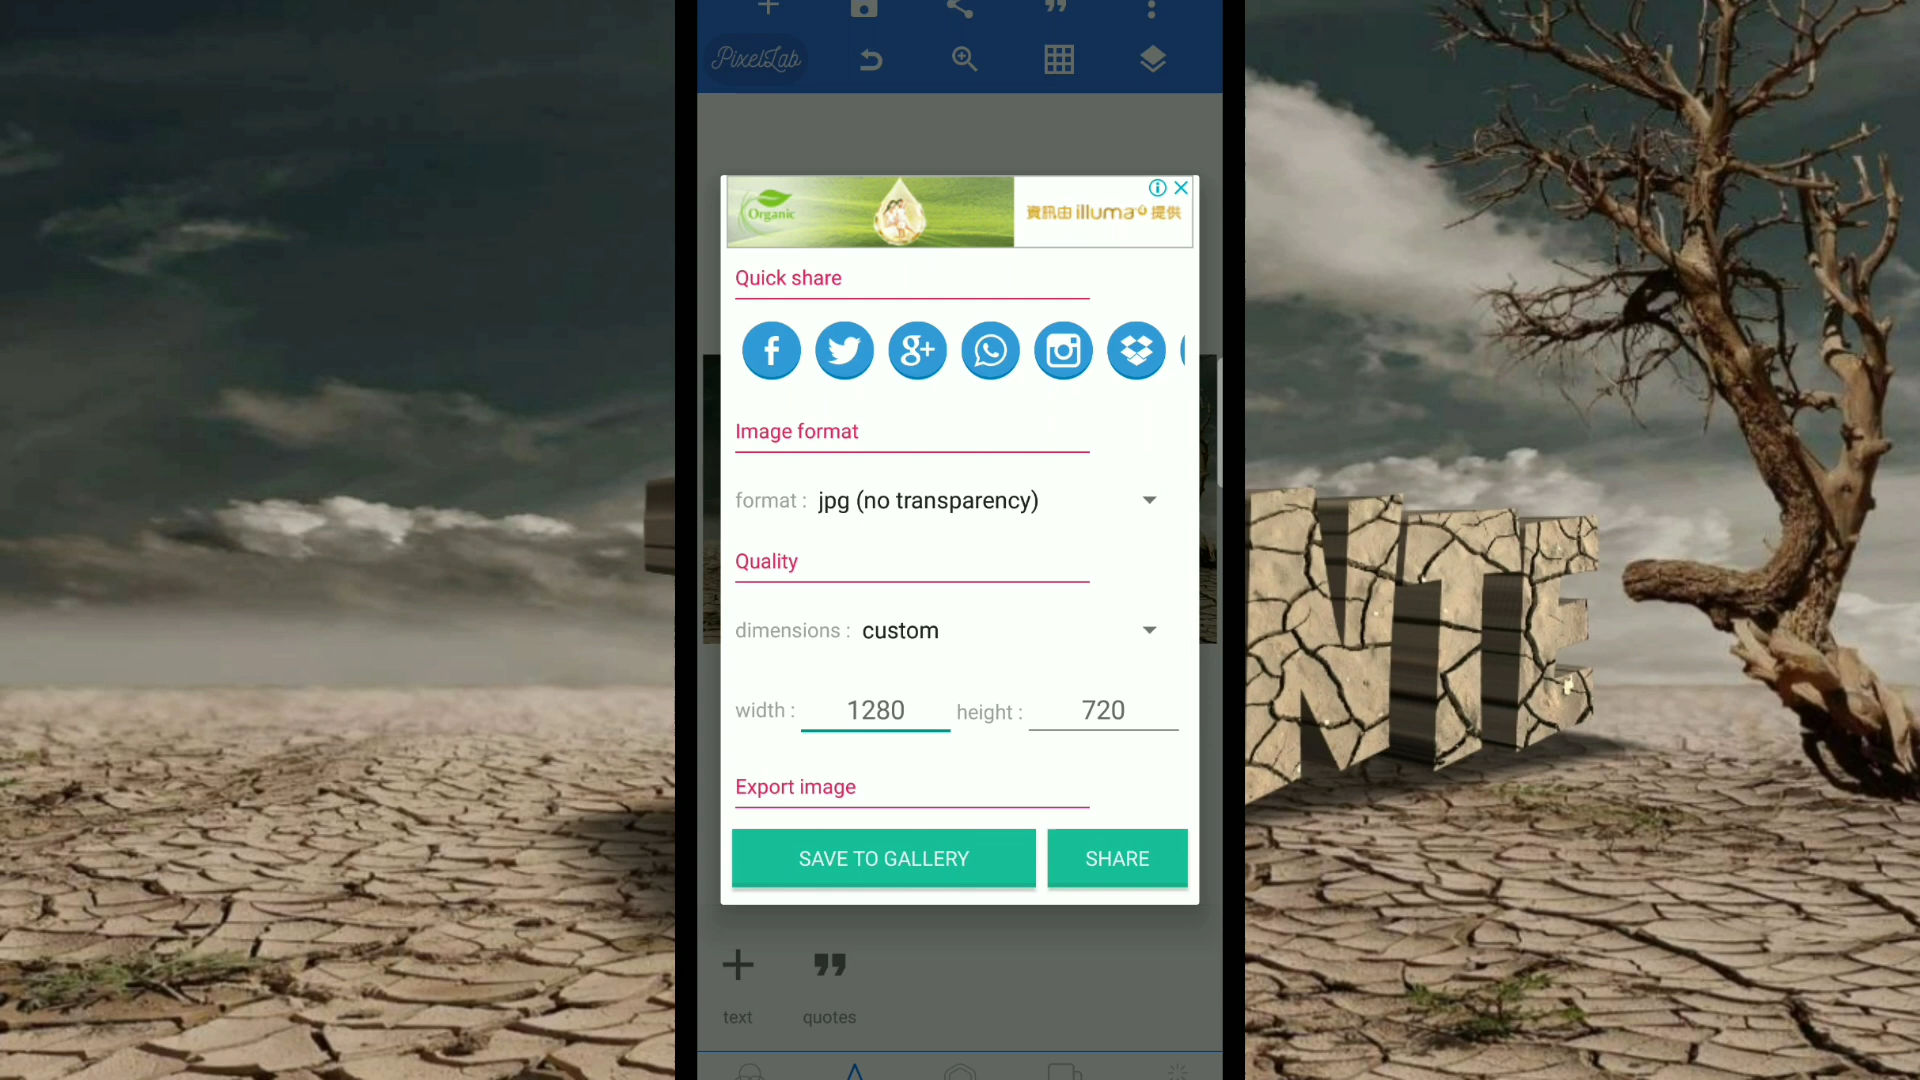 PixelLab
Organic
資訊由 illuma 提供
Quick share
Image format
format : jpg (no transparency)
Quality
dimensions : custom
width : 1280 height : 720
Export image
SAVE TO GALLERY SHARE
text quotes
NTE